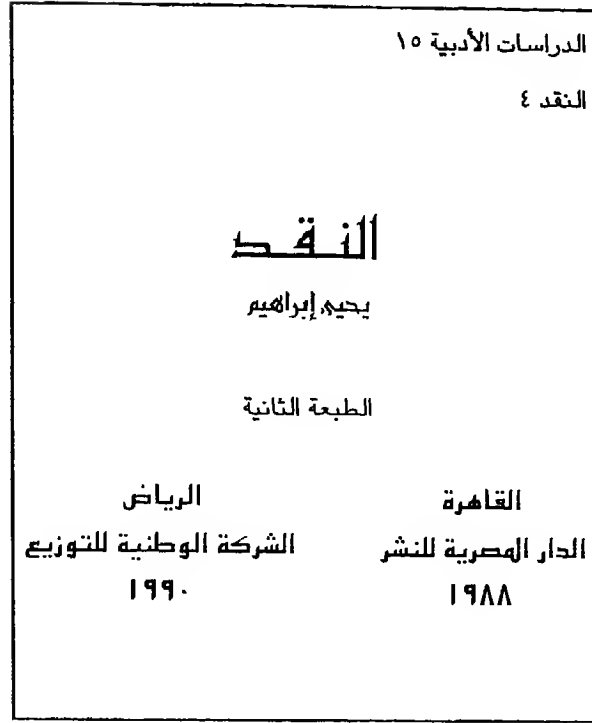 الدراسات الأدبية ١٥
النقد ٤
النقد
يحيى إبراهيم
الطبعة الثانية
القاهرة
الدار المصرية للنشر
١٩٨٨
الرياض
الشركة الوطنية للتوزيع
١٩٩٠